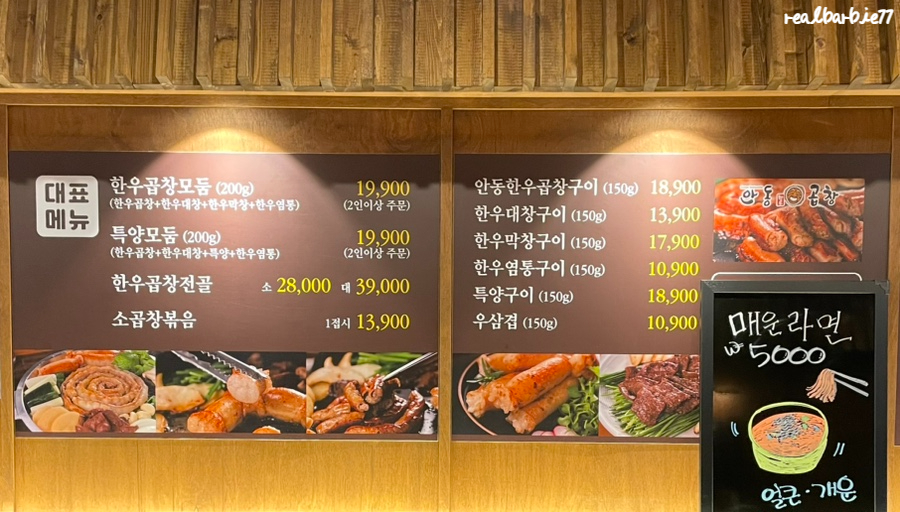 realbarbie77
대표
메뉴
한우곱창모둠 (200g) 19,900
(한우곱창+한우대창+한우막창+한우염통) (2인이상 주문)
특양모둠 (200g) 19,900
(한우곱창+한우대창+특양+한우염통) (2인이상 주문)
한우곱창전골 소 28,000 대 39,000
소곱창볶음 1접시 13,900
안동한우곱창구이 (150g) 18,900
한우대창구이 (150g) 13,900
한우막창구이 (150g) 17,900
한우염통구이 (150g) 10,900
특양구이 (150g) 18,900
우삼겹 (150g) 10,900
안동 곱창
매운라면
₩5000
얼큰·개운